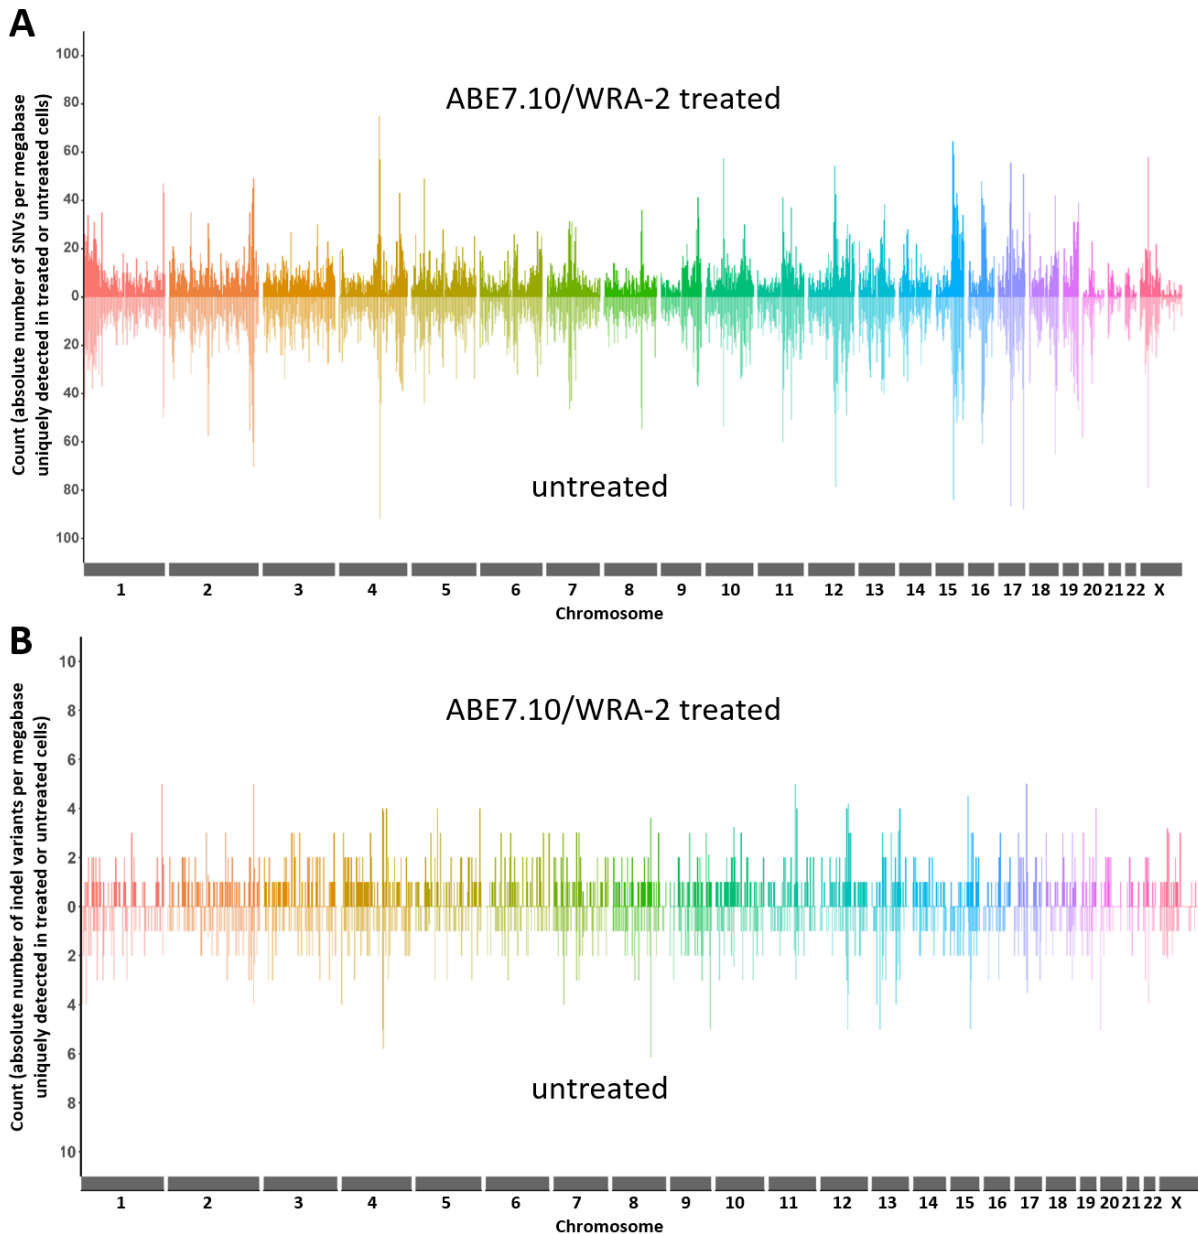 A
Count (absolute number of SNVs per megabase
uniquely detected in treated or untreated cells)
100
80
60
40
20
0
20
40
60
80
100
ABE7.10/WRA-2 treated
untreated
1 2 3 4 5 6 7 8 9 10 11 12 13 14 15 16 17 18 19 20 21 22 X
Chromosome
B
Count (absolute number of indel variants per megabase
uniquely detected in treated or untreated cells)
10
8
6
4
2
0
2
4
6
8
10
ABE7.10/WRA-2 treated
untreated
1 2 3 4 5 6 7 8 9 10 11 12 13 14 15 16 17 18 19 20 21 22 X
Chromosome